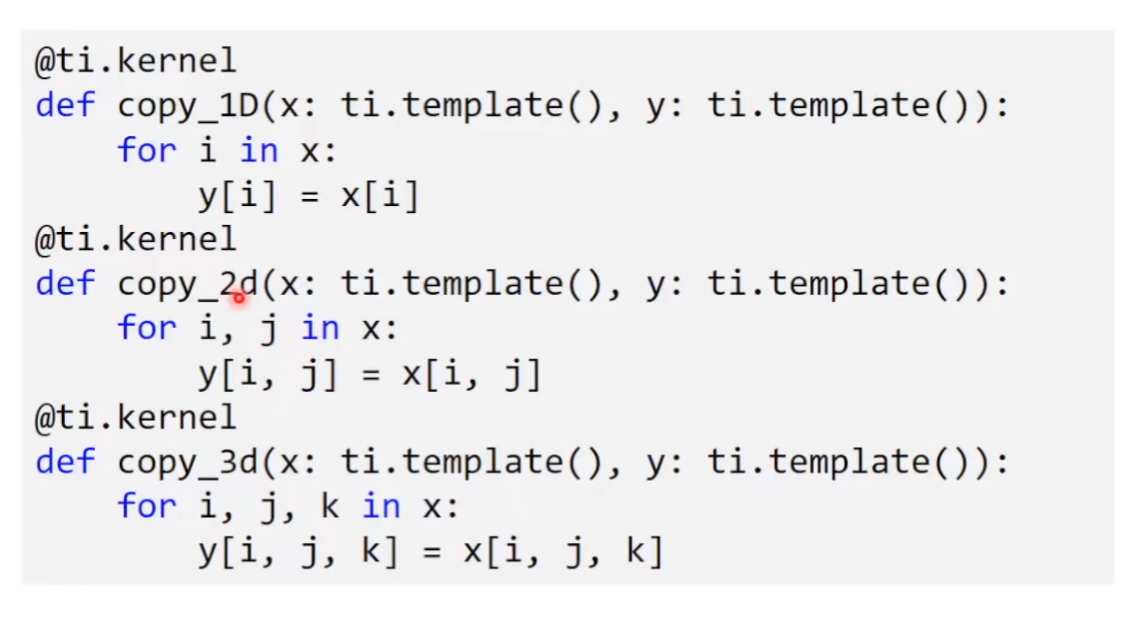 @ti.kernel
def copy_1D(x: ti.template(), y: ti.template()):
    for i in x:
        y[i] = x[i]
@ti.kernel
def copy_2d(x: ti.template(), y: ti.template()):
    for i, j in x:
        y[i, j] = x[i, j]
@ti.kernel
def copy_3d(x: ti.template(), y: ti.template()):
    for i, j, k in x:
        y[i, j, k] = x[i, j, k]